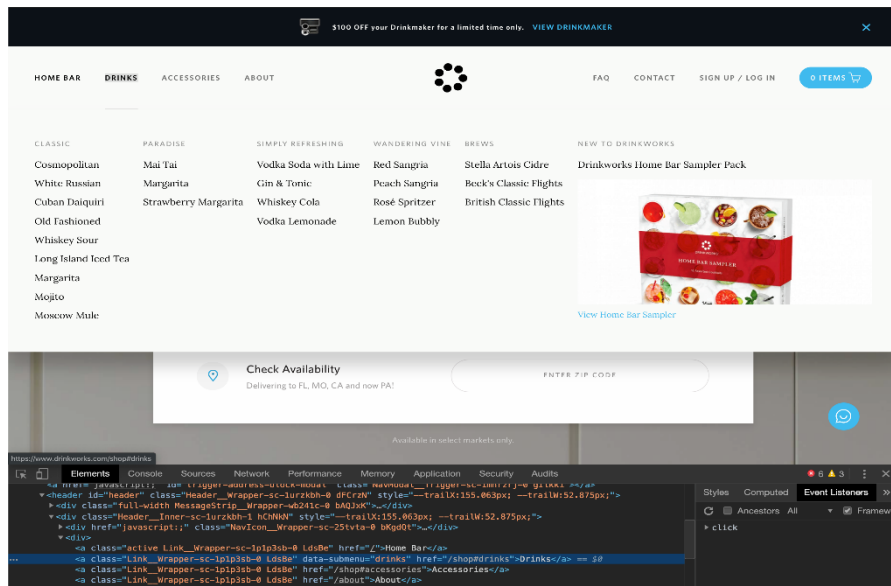 $100 OFF your Drinkmaker for a limited time only. VIEW DRINKMAKER
HOME BAR DRINKS ACCESSORIES ABOUT FAQ CONTACT SIGN UP / LOG IN 0 ITEMS
CLASSIC
Cosmopolitan
White Russian
Cuban Daiquiri
Old Fashioned
Whiskey Sour
Long Island Iced Tea
Margarita
Mojito
Moscow Mule
PARADISE
Mai Tai
Margarita
Strawberry Margarita
SIMPLY REFRESHING
Vodka Soda with Lime
Gin & Tonic
Whiskey Cola
Vodka Lemonade
WANDERING VINE
Red Sangria
Peach Sangria
Rosé Spritzer
Lemon Bubbly
BREWS
Stella Artois Cidre
Beck's Classic Flights
British Classic Flights
NEW TO DRINKWORKS
Drinkworks Home Bar Sampler Pack
HOME BAR SAMPLER
View Home Bar Sampler
Check Availability
Delivering to FL, MO, CA and now PA!
ENTER ZIP CODE
Available in select markets only.
https://www.drinkworks.com/shop#drinks
Elements Console Sources Network Performance Memory Application Security Audits 6 3
<header id="header" class="Header__Wrapper-sc-1urzkbh-0 dFCrzN" style="--trailX:155.063px; --trailW:52.875px;">
<div class="full-width MessageStrip__Wrapper-wb241c-0 bAQJxK">…</div>
<div class="Header__Inner-sc-1urzkbh-1 hChNkN" style="--trailX:155.063px; --trailW:52.875px;">
<div href="javascript:;" class="NavIcon__Wrapper-sc-25tvta-0 bKgdQt">…</div>
<div>
<a class="active Link__Wrapper-sc-1p1p3sb-0 LdsBe" href="/">Home Bar</a>
<a class="Link__Wrapper-sc-1p1p3sb-0 LdsBe" data-submenu="drinks" href="/shop#drinks">Drinks</a> == $0
<a class="Link__Wrapper-sc-1p1p3sb-0 LdsBe" href="/shop#accessories">Accessories</a>
<a class="Link__Wrapper-sc-1p1p3sb-0 LdsBe" href="/about">About</a>
Styles Computed Event Listeners
Ancestors All Framew
click